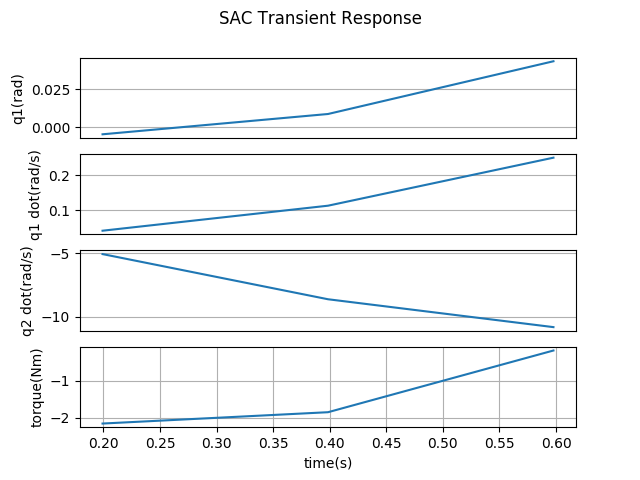 SAC Transient Response
q1(rad)
0.025
0.000
q1 dot(rad/s)
0.2
0.1
q2 dot(rad/s)
−5
−10
torque(Nm)
−1
−2
0.20 0.25 0.30 0.35 0.40 0.45 0.50 0.55 0.60
time(s)